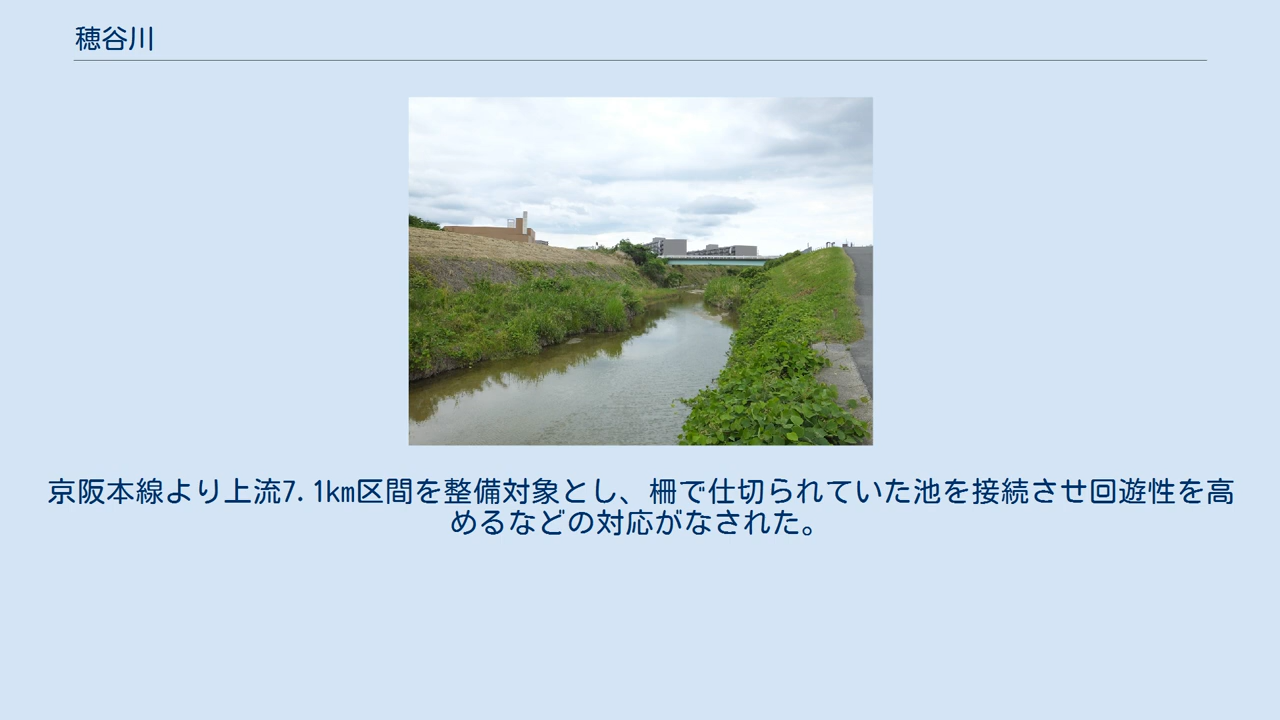 穂谷川
京阪本線より上流7.1km区間を整備対象とし、柵で仕切られていた池を接続させ回遊性を高
めるなどの対応がなされた。